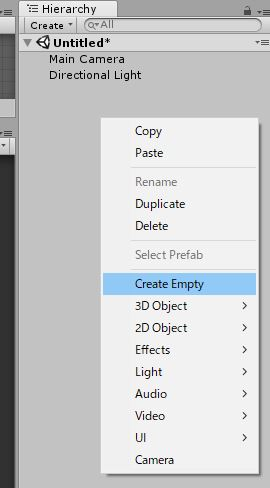 Hierarchy
Create All
Untitled*
Main Camera
Directional Light
Copy
Paste
Rename
Duplicate
Delete
Select Prefab
Create Empty
3D Object
2D Object
Effects
Light
Audio
Video
UI
Camera